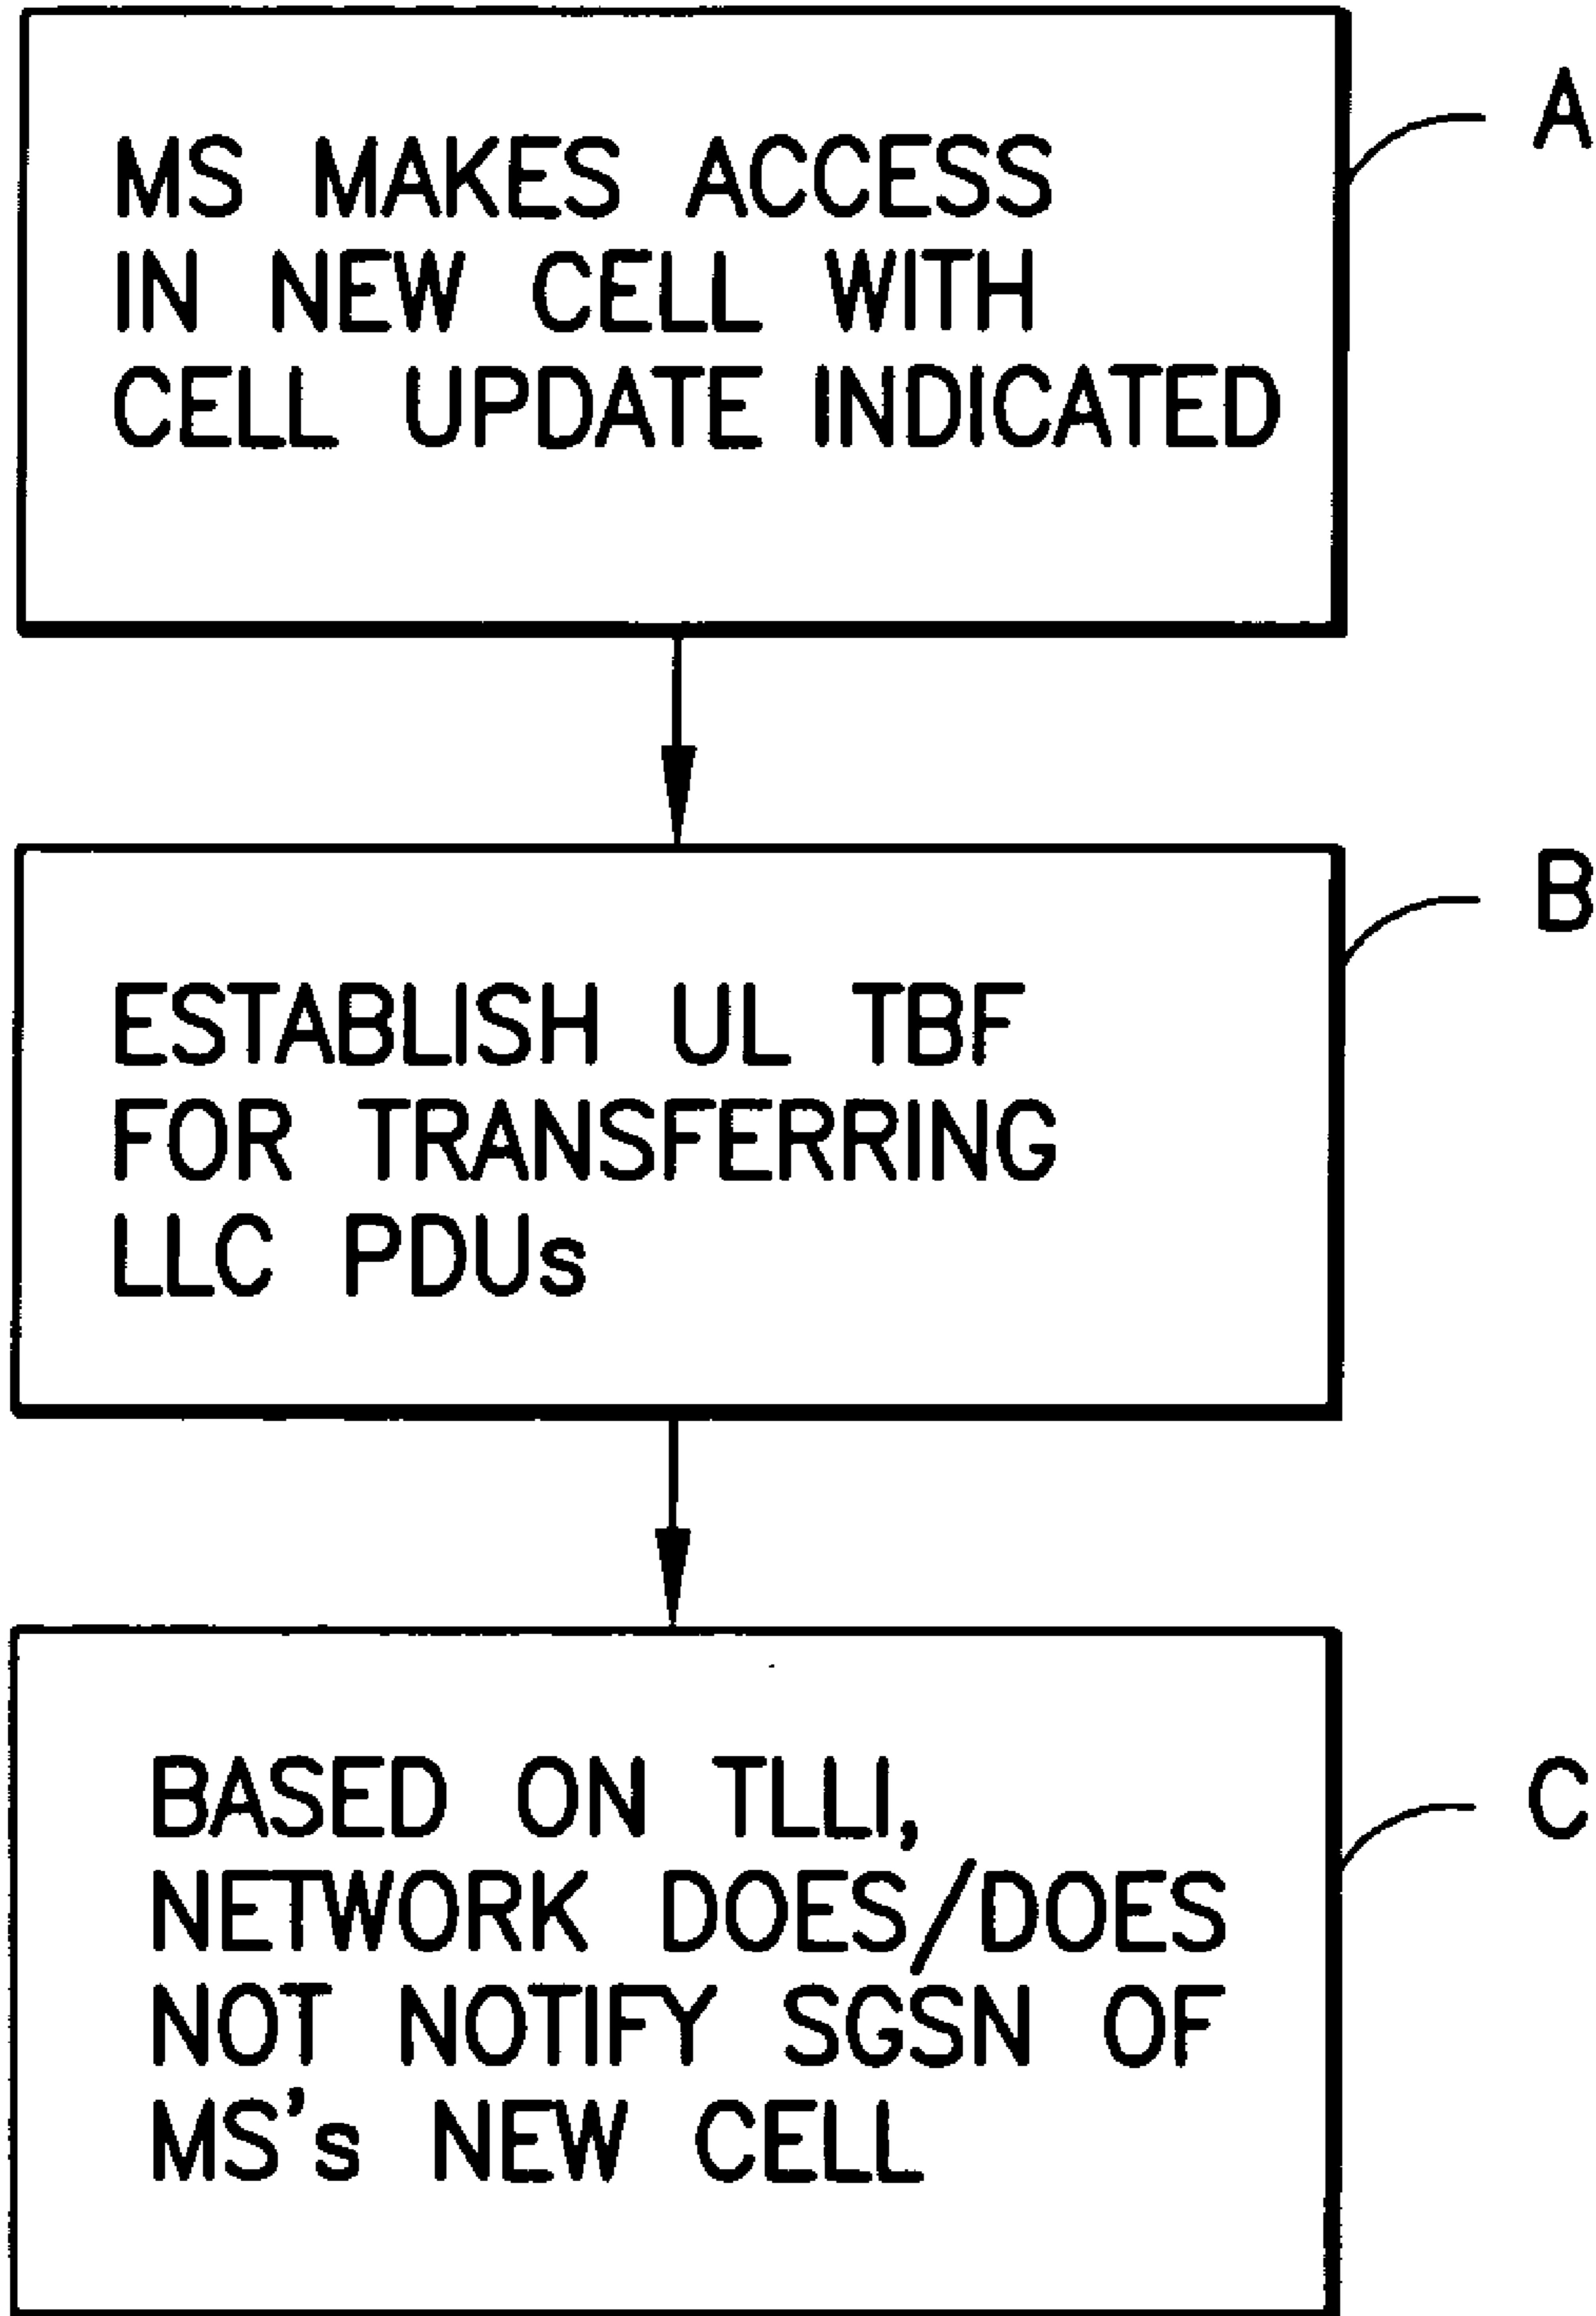 MS MAKES ACCESS
IN NEW CELL WITH
CELL UPDATE INDICATED
A
ESTABLISH UL TBF
FOR TRANSFERRING
LLC PDUs
B
BASED ON TLLI,
NETWORK DOES/DOES
NOT NOTIFY SGSN OF
MS's NEW CELL
C